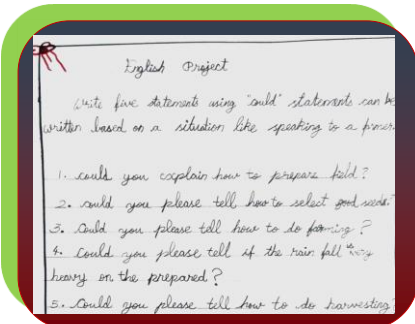 English Project
Write five statements using "could" statements can be
written based on a situation like speaking to a
1. could you explain how to prepare field?
2. could you please tell how to select good seeds?
3. Could you please tell how to do farming?
4. Could you please tell if the rain fall is very
heavy on the prepared?
5. Could you please tell how to do harvesting?